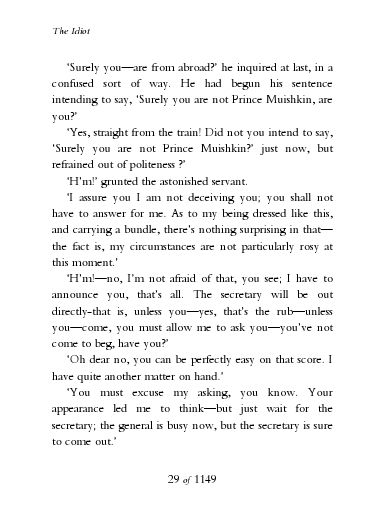 The Idiot
'Surely you—are from abroad?' he inquired at last, in a
confused sort of way. He had begun his sentence
intending to say, 'Surely you are not Prince Muishkin, are
you?'
'Yes, straight from the train! Did not you intend to say,
'Surely you are not Prince Muishkin?' just now, but
refrained out of politeness ?'
'H'm!' grunted the astonished servant.
'I assure you I am not deceiving you; you shall not
have to answer for me. As to my being dressed like this,
and carrying a bundle, there's nothing surprising in that—
the fact is, my circumstances are not particularly rosy at
this moment.'
'H'm!—no, I'm not afraid of that, you see; I have to
announce you, that's all. The secretary will be out
directly-that is, unless you—yes, that's the rub—unless
you—come, you must allow me to ask you—you've not
come to beg, have you?'
'Oh dear no, you can be perfectly easy on that score. I
have quite another matter on hand.'
'You must excuse my asking, you know. Your
appearance led me to think—but just wait for the
secretary; the general is busy now, but the secretary is sure
to come out.'
29 of 1149